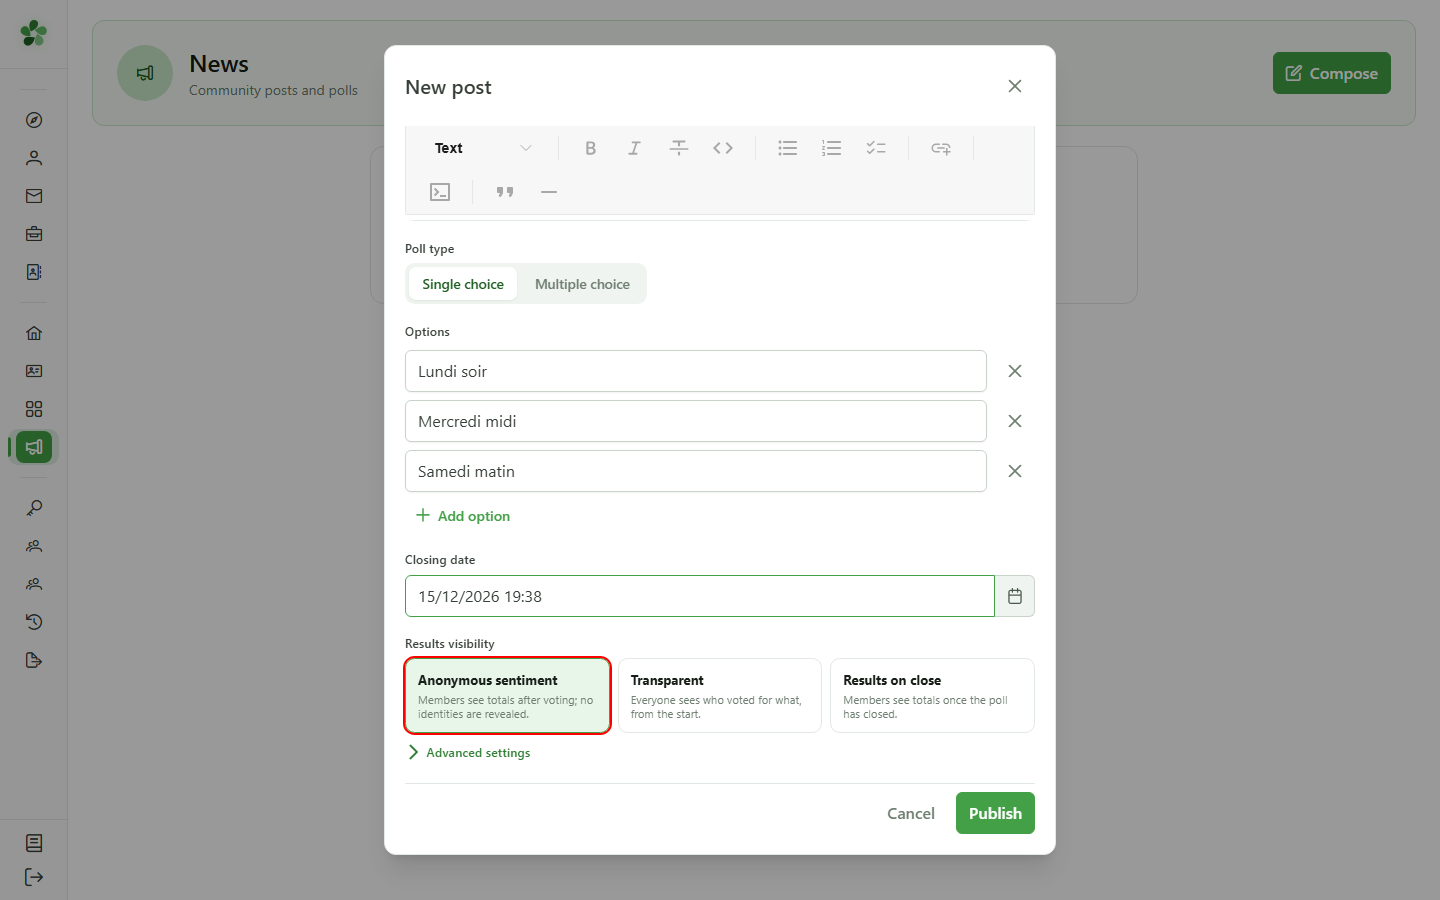 News
Community posts and polls
Compose
New post
Text
Poll type
Single choice
Multiple choice
Options
Lundi soir
Mercredi midi
Samedi matin
Add option
Closing date
15/12/2026 19:38
Results visibility
Anonymous sentiment
Members see totals after voting; no
identities are revealed.
Transparent
Everyone sees who voted for what,
from the start.
Results on close
Members see totals once the poll
has closed.
Advanced settings
Cancel
Publish